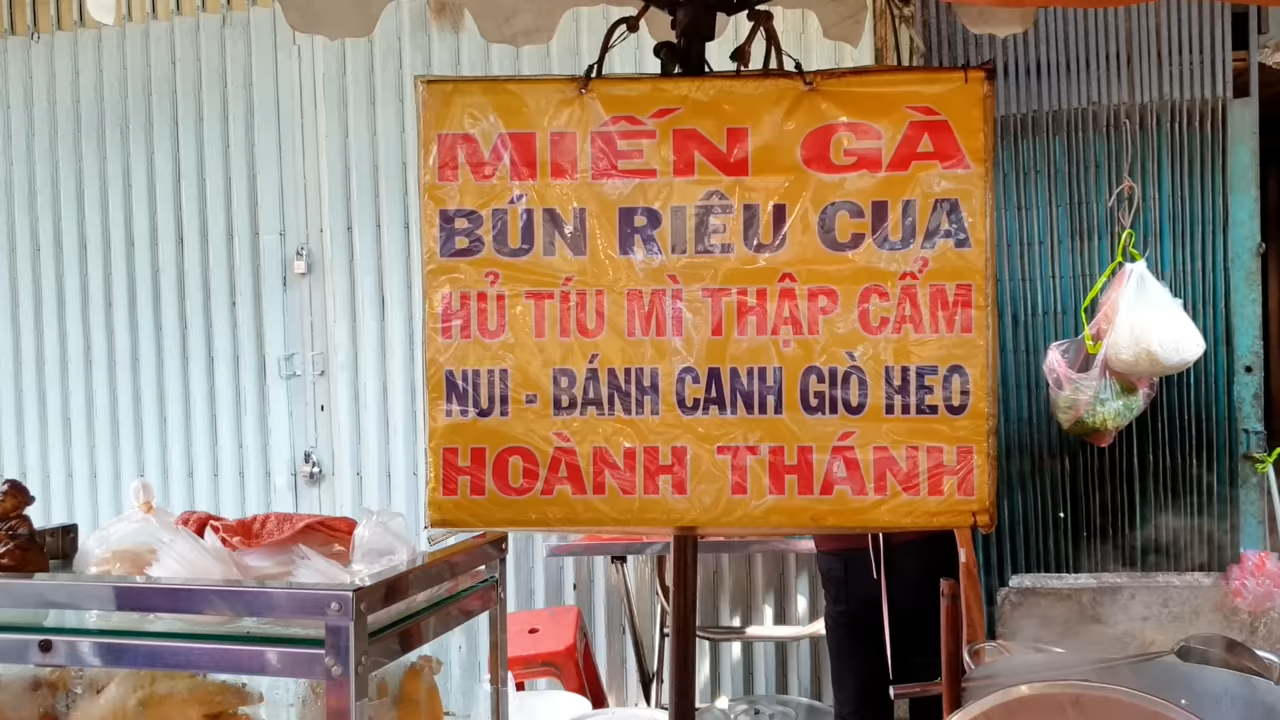 MIẾN GÀ
BÚN RIÊU CUA
HỦ TÍU MÌ THẬP CẨM
NUI - BÁNH CANH GIÒ HEO
HOÀNH THÁNH